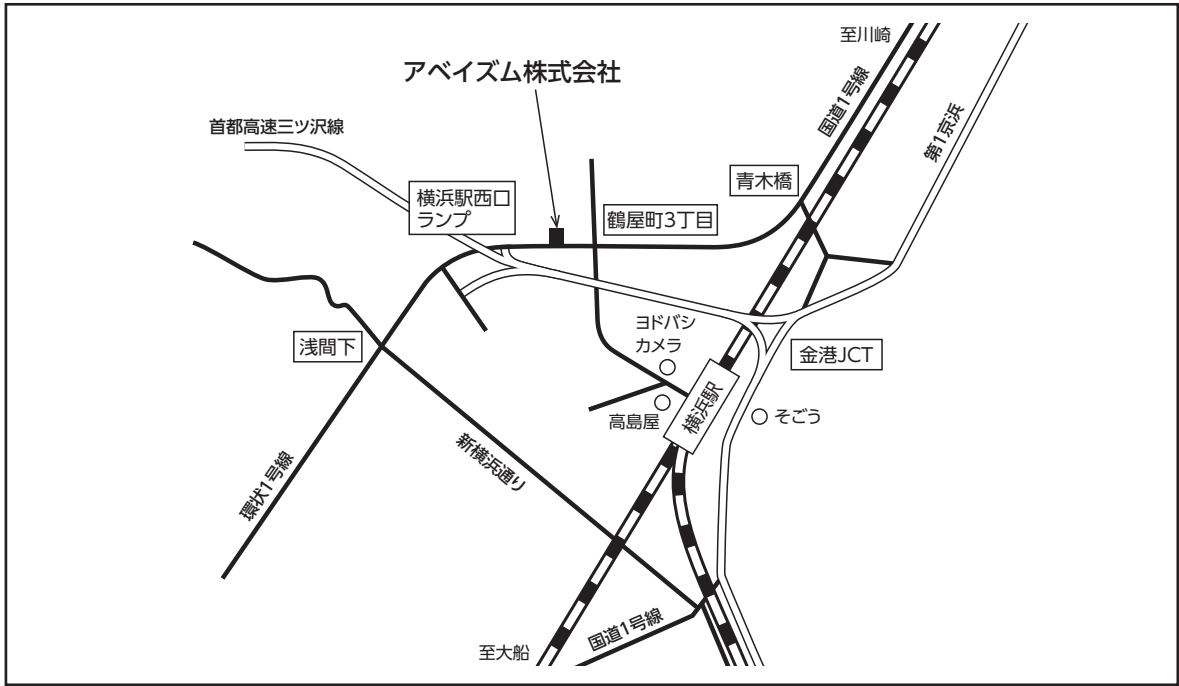 至川崎
アベイズム株式会社
国道1号線
首都高速三ツ沢線
第1京浜
青木橋
横浜駅西口
ランプ
鶴屋町3丁目
ヨドバシ
カメラ
浅間下
金港JCT
横浜駅
高島屋
そごう
新横浜通り
環状1号線
国道1号線
至大船